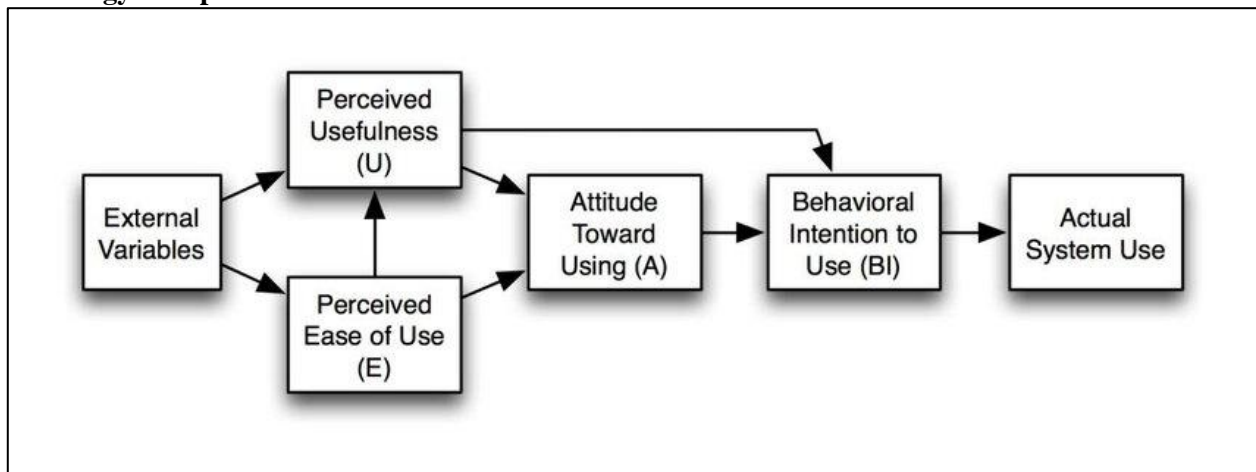 Perceived
Usefulness
(U)
External
Variables
Perceived
Ease of Use
(E)
Attitude
Toward
Using (A)
Behavioral
Intention to
Use (BI)
Actual
System Use